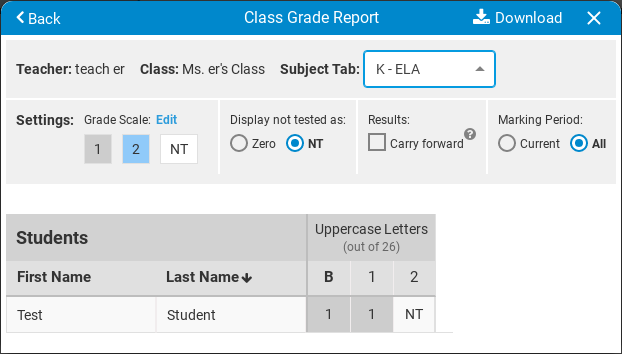 Back Class Grade Report Download
Teacher: teach er Class: Ms. er's Class Subject Tab: K - ELA
Settings: Grade Scale: Edit Display not tested as: Results: Marking Period:
1 2 NT Zero NT Carry forward ? Current All
Students Uppercase Letters
(out of 26)
First Name Last Name B 1 2
Test Student 1 1 NT